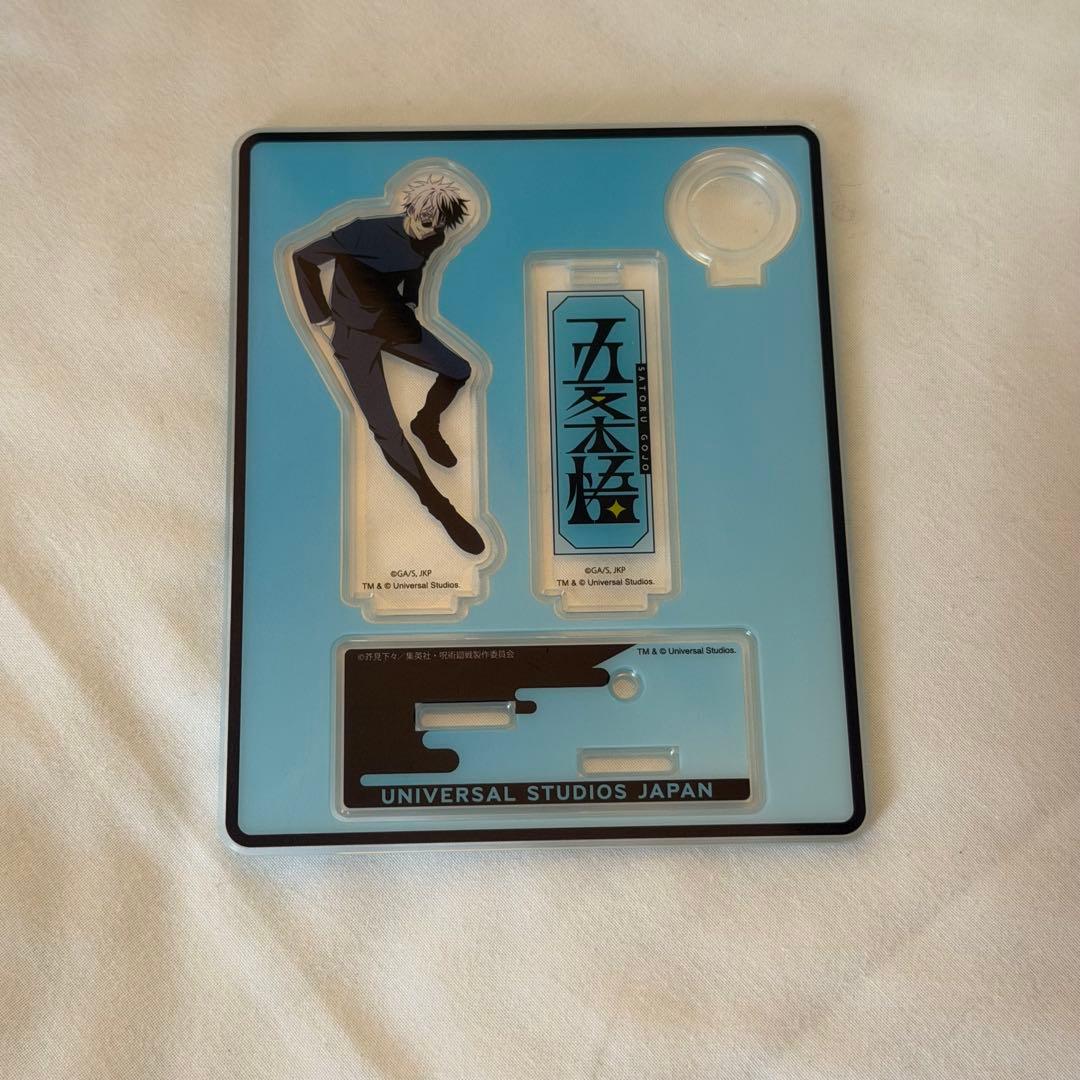 五条悟
SATORU GOJO
©GA/S, JKP
TM & © Universal Studios.
©GA/S, JKP
TM & © Universal Studios.
©芥見下々/集英社・呪術廻戦製作委員会
TM & © Universal Studios.
UNIVERSAL STUDIOS JAPAN